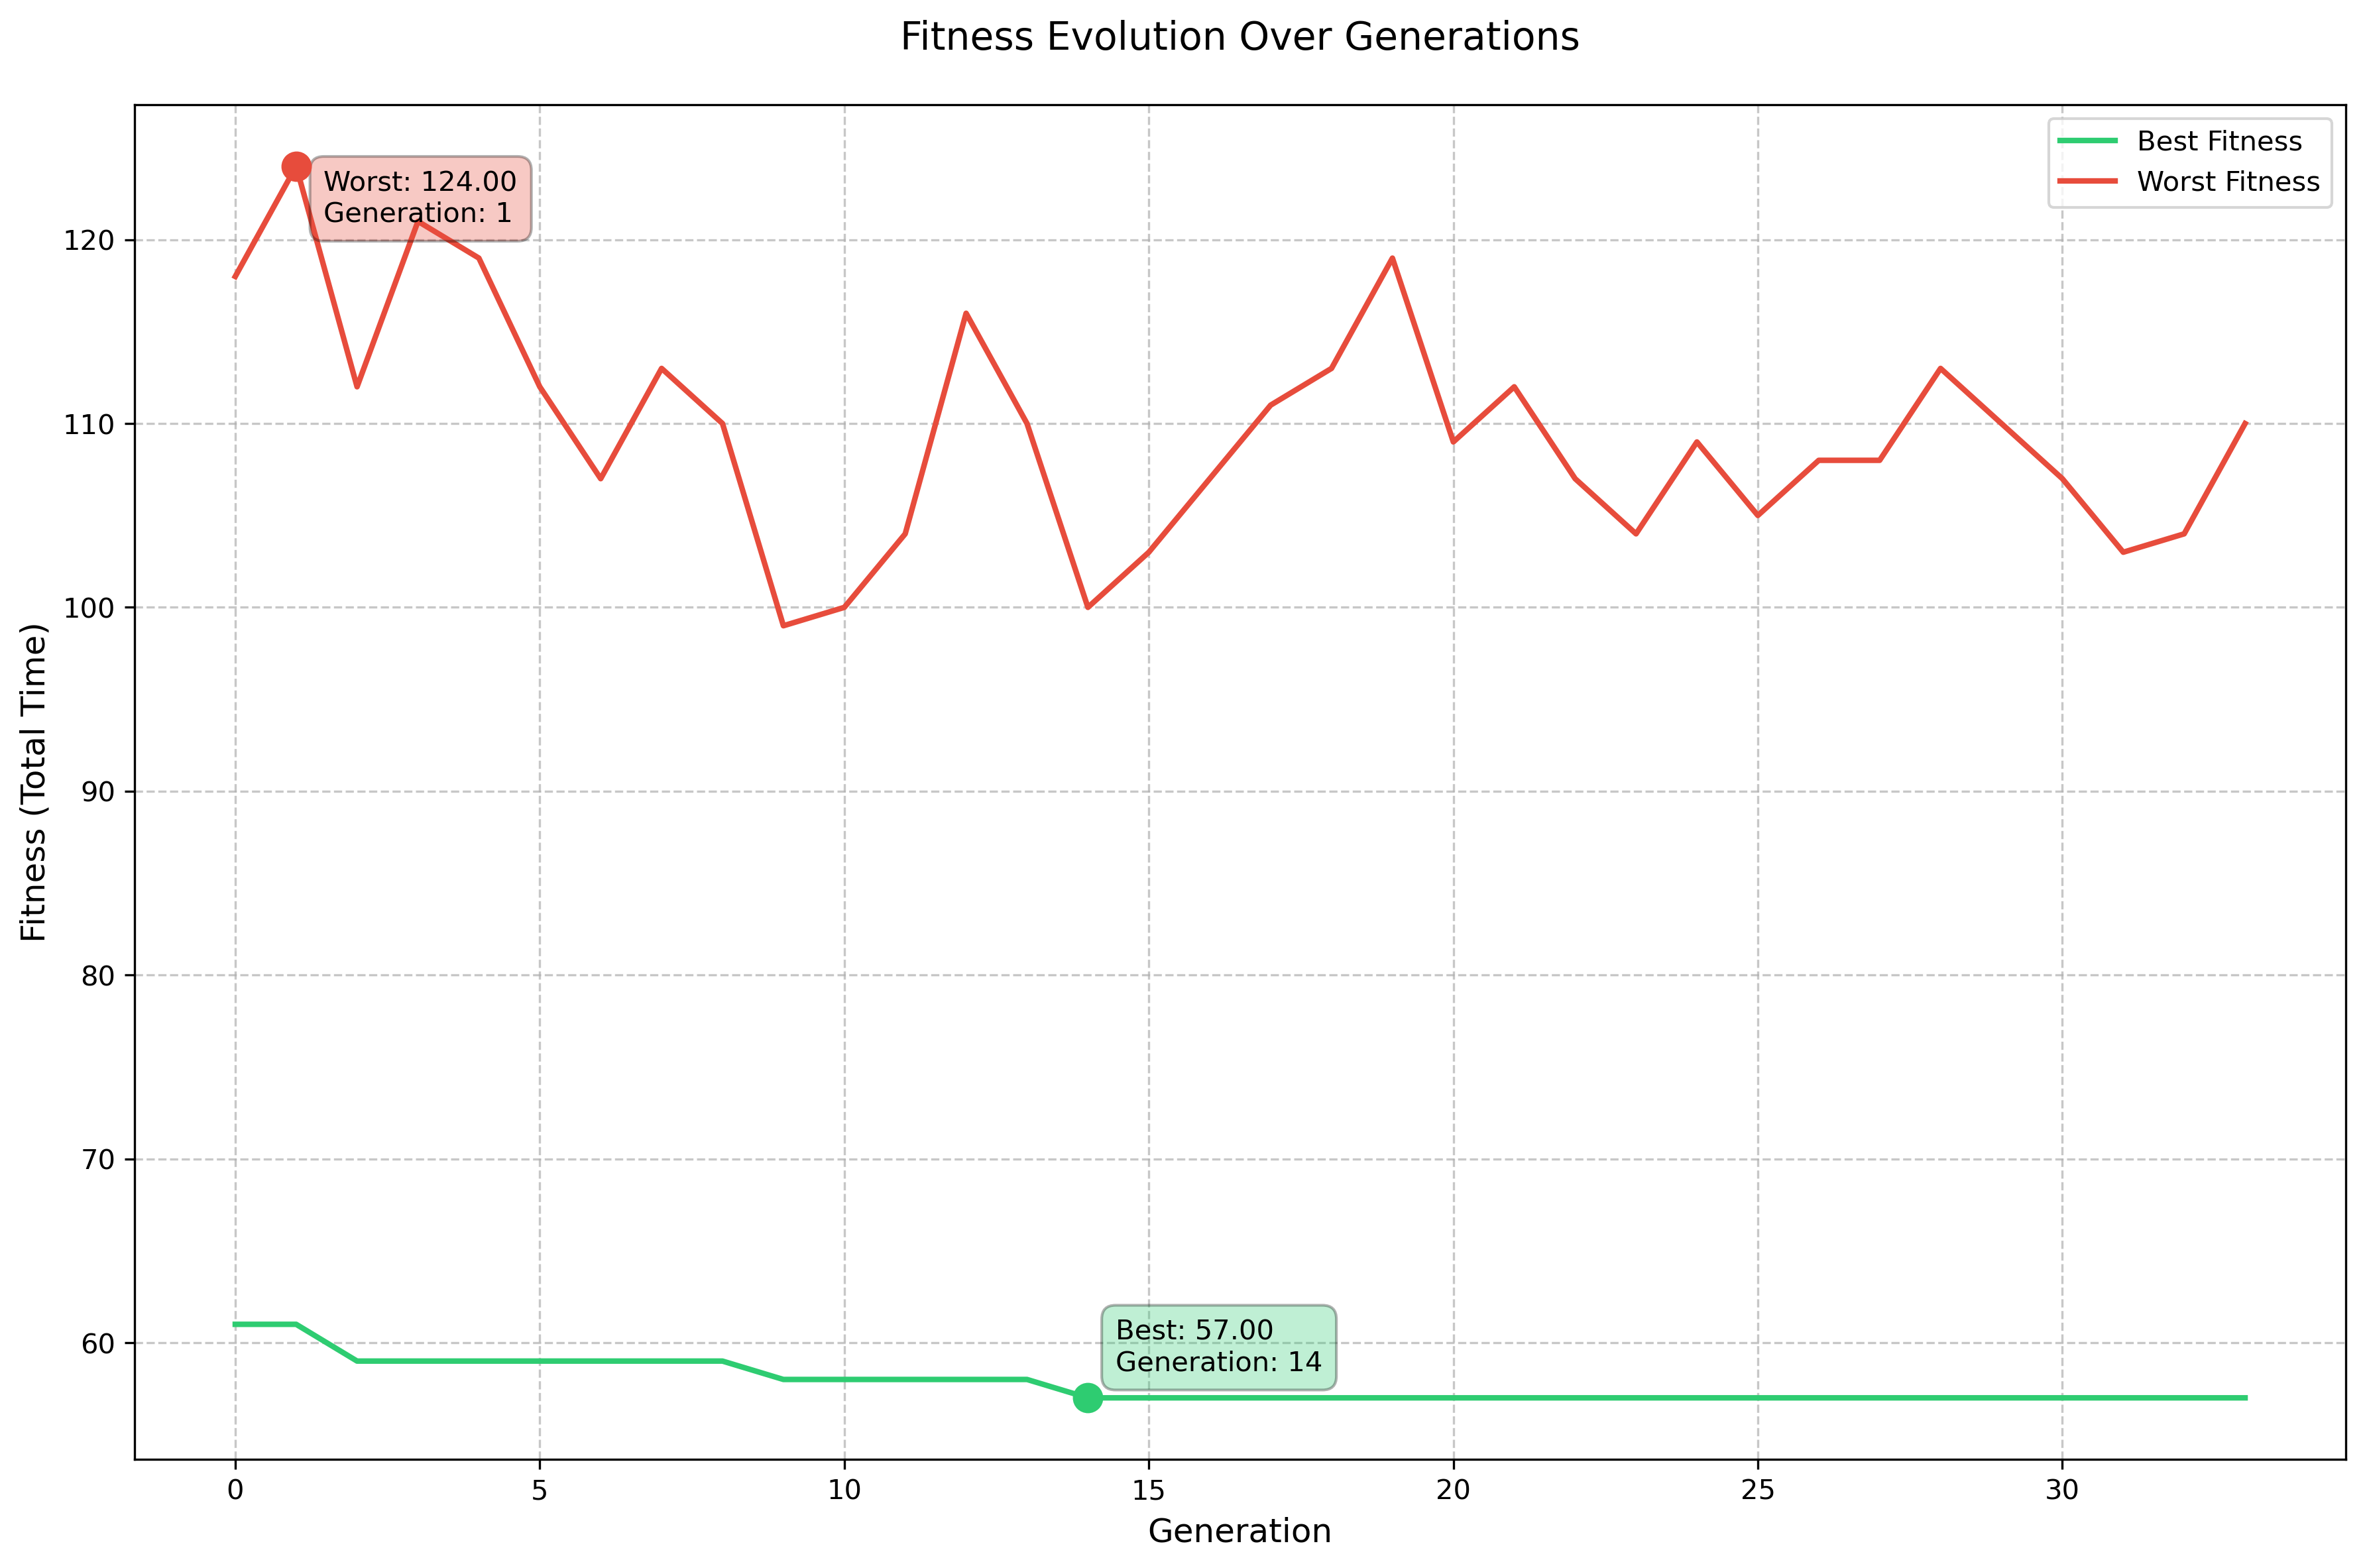 Fitness Evolution Over Generations
Best Fitness
Worst Fitness
Worst: 124.00
Generation: 1
120
110
100
90
80
70
60
Fitness (Total Time)
Best: 57.00
Generation: 14
0 5 10 15 20 25 30
Generation